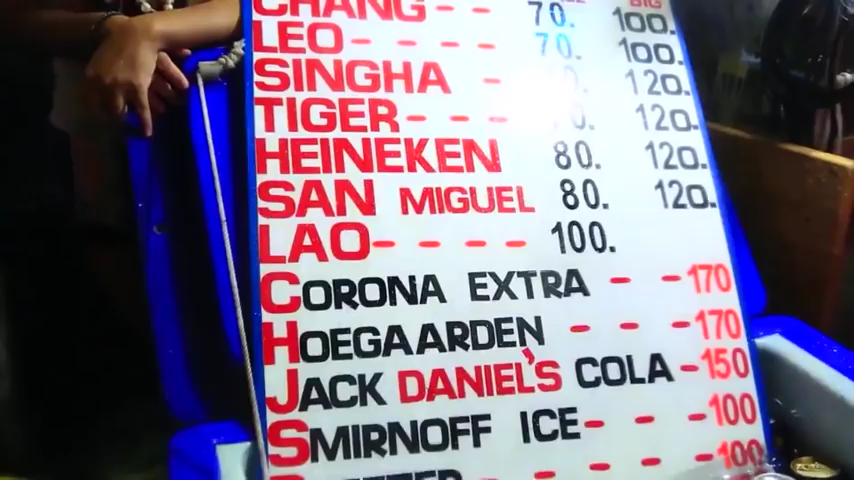 CHANG - - 70. 100.
LEO - - - - 70. 100.
SINGHA - 120.
TIGER - - - 120.
HEINEKEN 80. 120.
SAN MIGUEL 80. 120.
LAO - - - - 100.
CORONA EXTRA - - 170
HOEGAARDEN - - - 170
JACK DANIEL'S COLA - 150
SMIRNOFF ICE - - - 100
- - - - 100